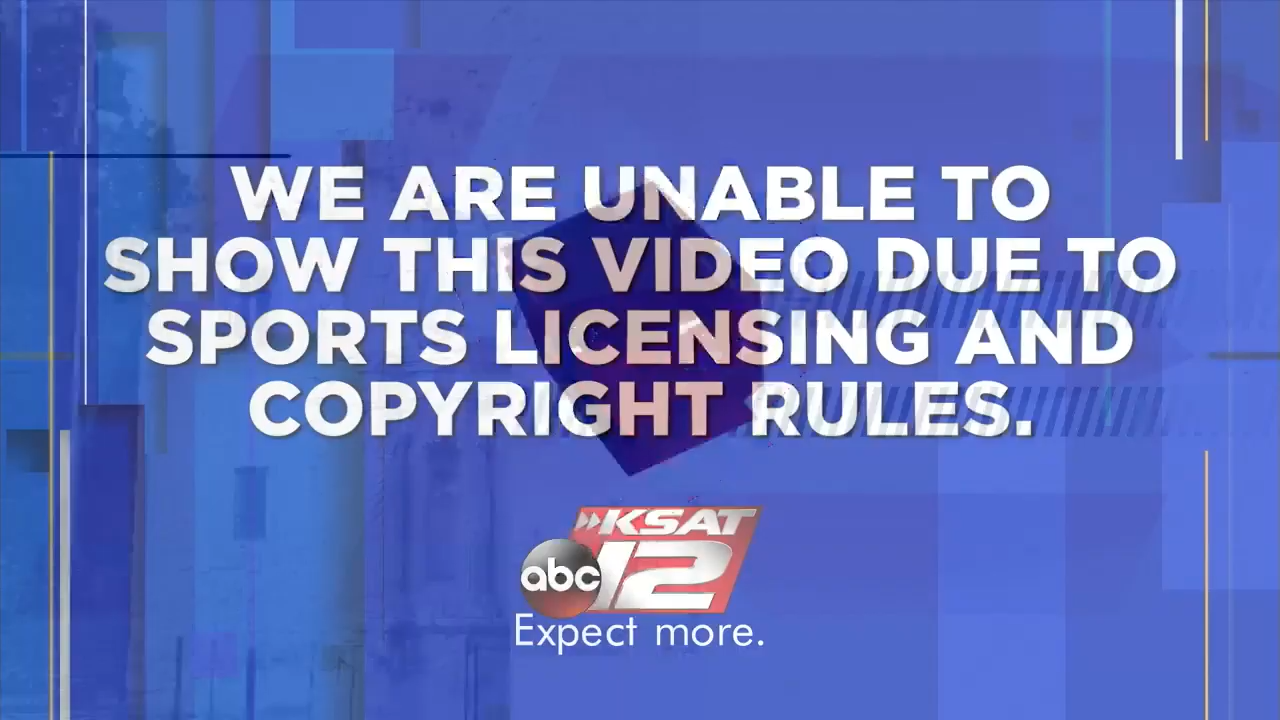 WE ARE UNABLE TO
SHOW THIS VIDEO DUE TO
SPORTS LICENSING AND
COPYRIGHT RULES.
KSAT
abc 12
Expect more.